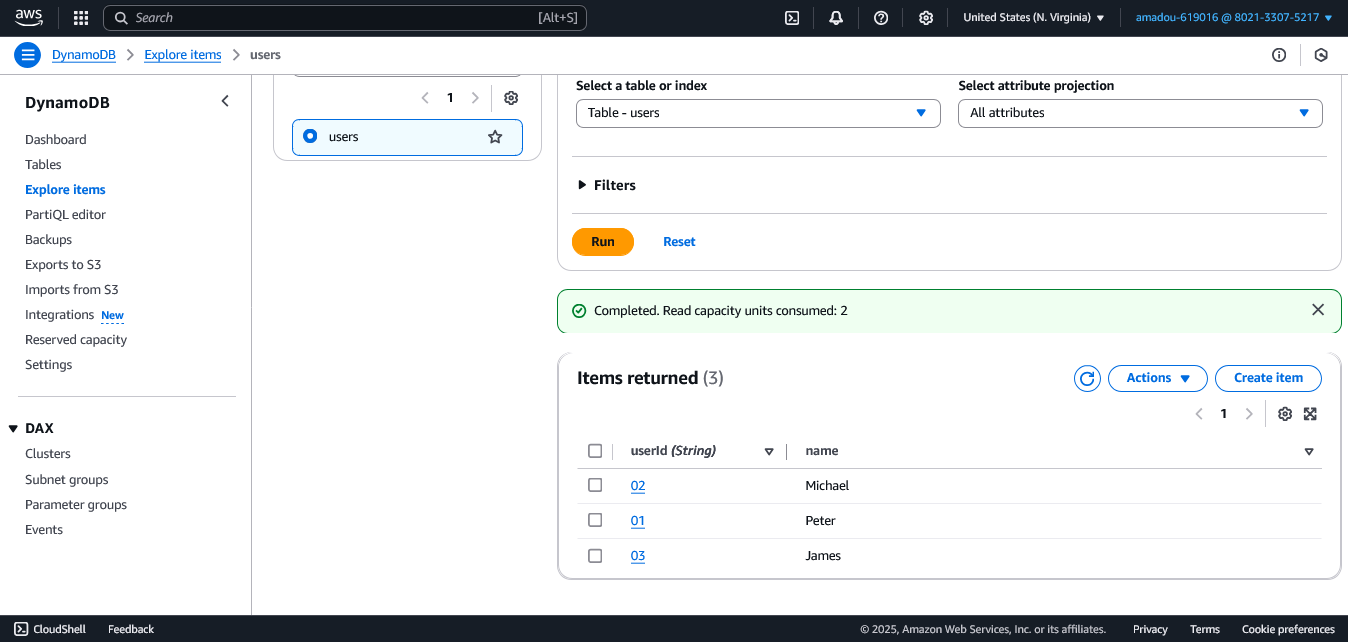 aws Search [Alt+S] United States (N. Virginia) amadou-619016 @ 8021-3307-5217
DynamoDB Explore items users
DynamoDB
Dashboard
Tables
Explore items
PartiQL editor
Backups
Exports to S3
Imports from S3
Integrations New
Reserved capacity
Settings
DAX
Clusters
Subnet groups
Parameter groups
Events
1
users
Select a table or index
Table - users
Select attribute projection
All attributes
Filters
Run Reset
Completed. Read capacity units consumed: 2
Items returned (3)
Actions Create item
1
userId (String) name
02 Michael
01 Peter
03 James
CloudShell Feedback © 2025, Amazon Web Services, Inc. or its affiliates. Privacy Terms Cookie preferences